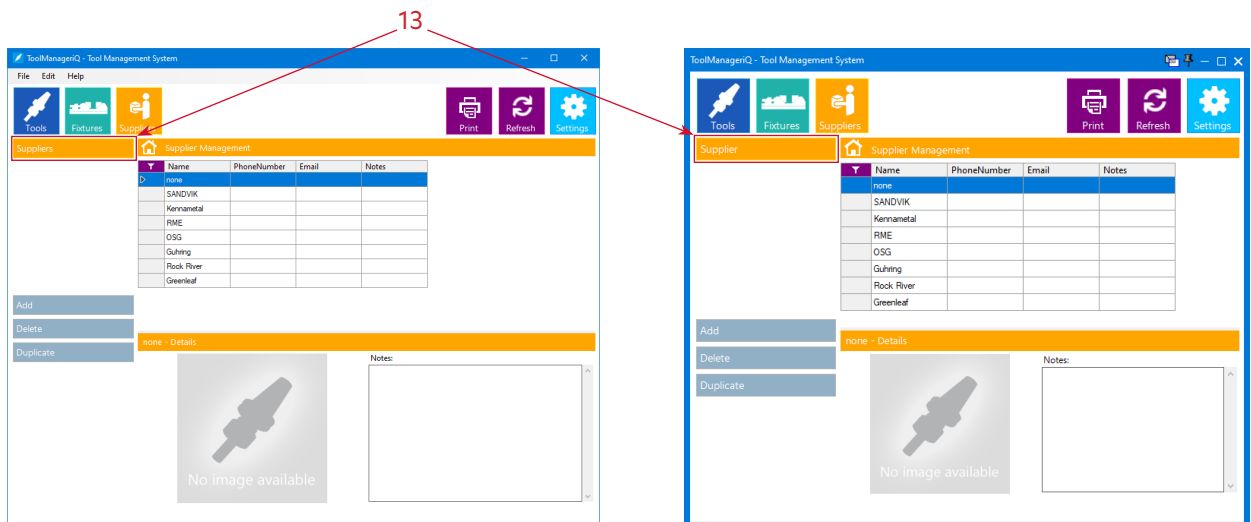 13
ToolManageriQ - Tool Management System
File Edit Help
Tools Fixtures Suppliers Print Refresh Settings
Suppliers
Supplier Management
Name PhoneNumber Email Notes
none
SANDVIK
Kennametal
RME
OSG
Guhring
Rock River
Greenleaf
Add
Delete
Duplicate
none - Details
Notes:
No image available
ToolManageriQ - Tool Management System
Tools Fixtures Suppliers Print Refresh Settings
Supplier
Supplier Management
Name PhoneNumber Email Notes
none
SANDVIK
Kennametal
RME
OSG
Guhring
Rock River
Greenleaf
Add
Delete
Duplicate
none - Details
Notes:
No image available